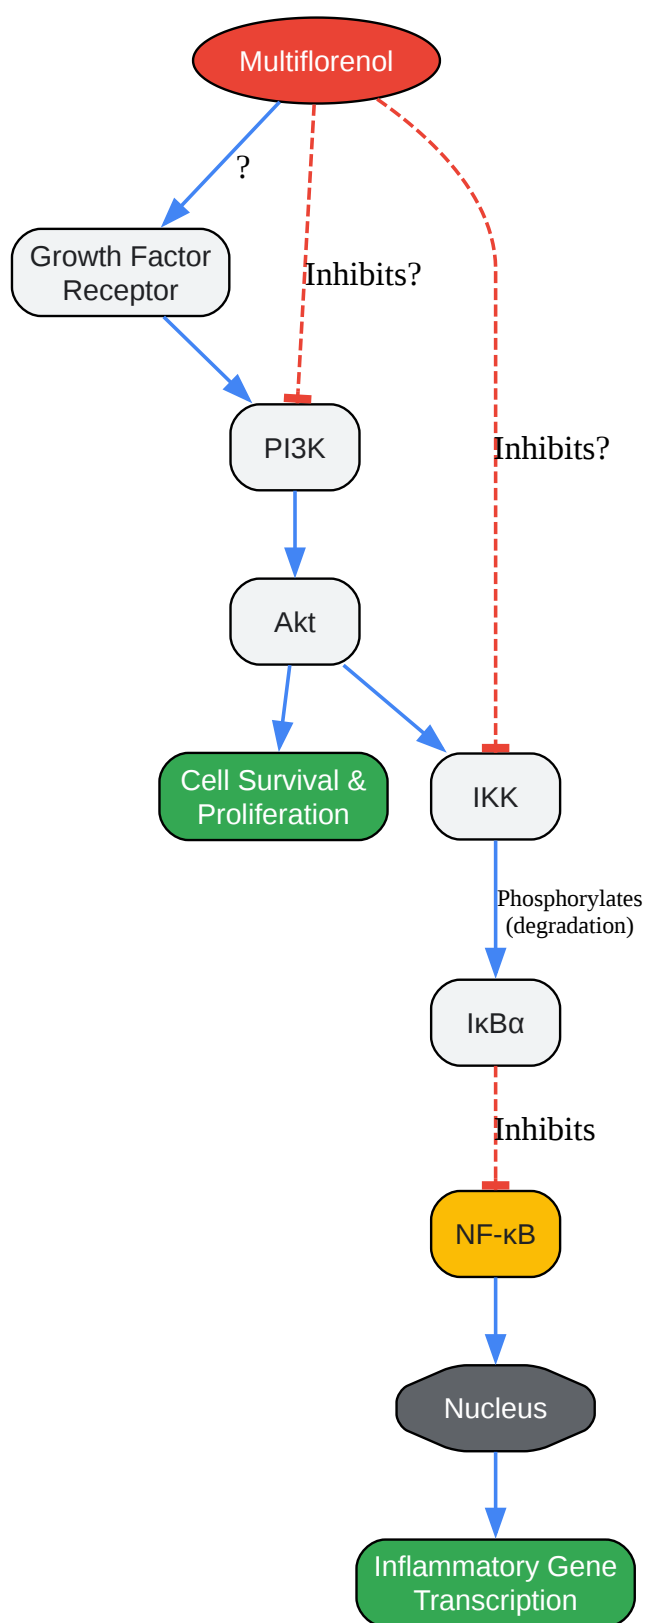 Multiflorenol
?
Growth Factor
Receptor
Inhibits?
PI3K
Inhibits?
Akt
Cell Survival &
Proliferation
IKK
Phosphorylates
(degradation)
IκBα
Inhibits
NF-κB
Nucleus
Inflammatory Gene
Transcription